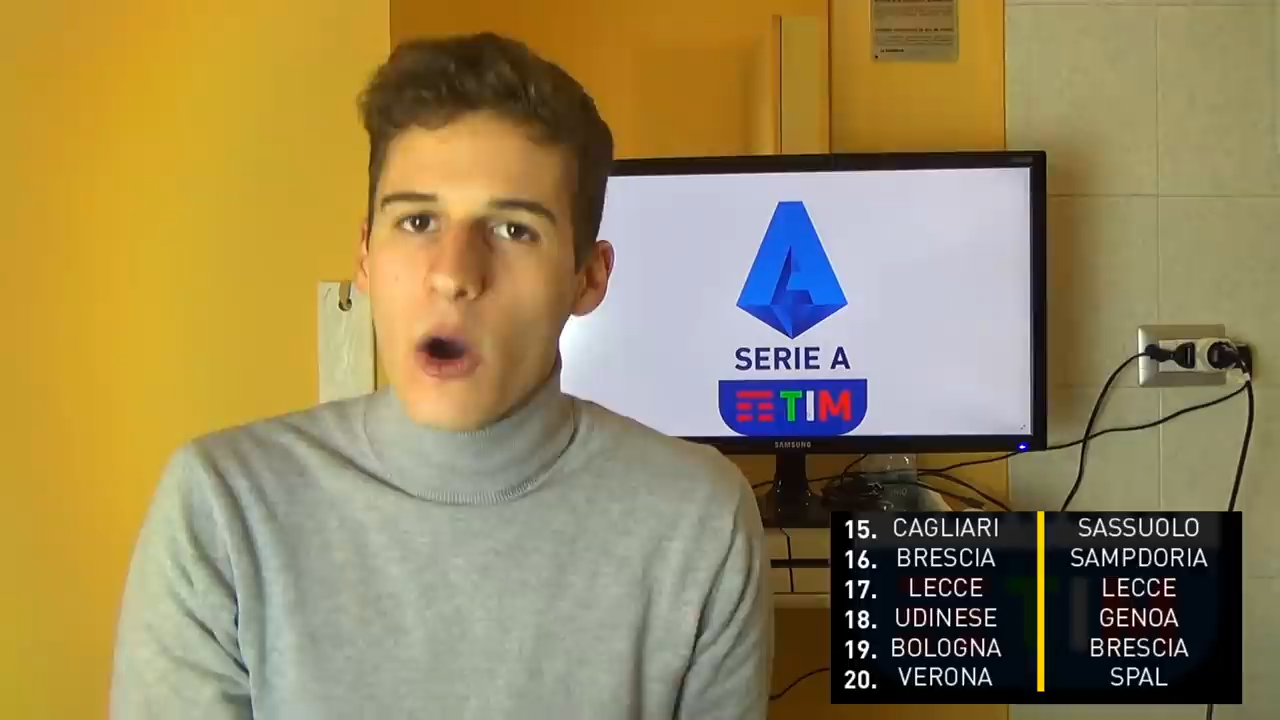 SERIE A
TIM
SAMSUNG
15. CAGLIARI SASSUOLO
16. BRESCIA SAMPDORIA
17. LECCE LECCE
18. UDINESE GENOA
19. BOLOGNA BRESCIA
20. VERONA SPAL